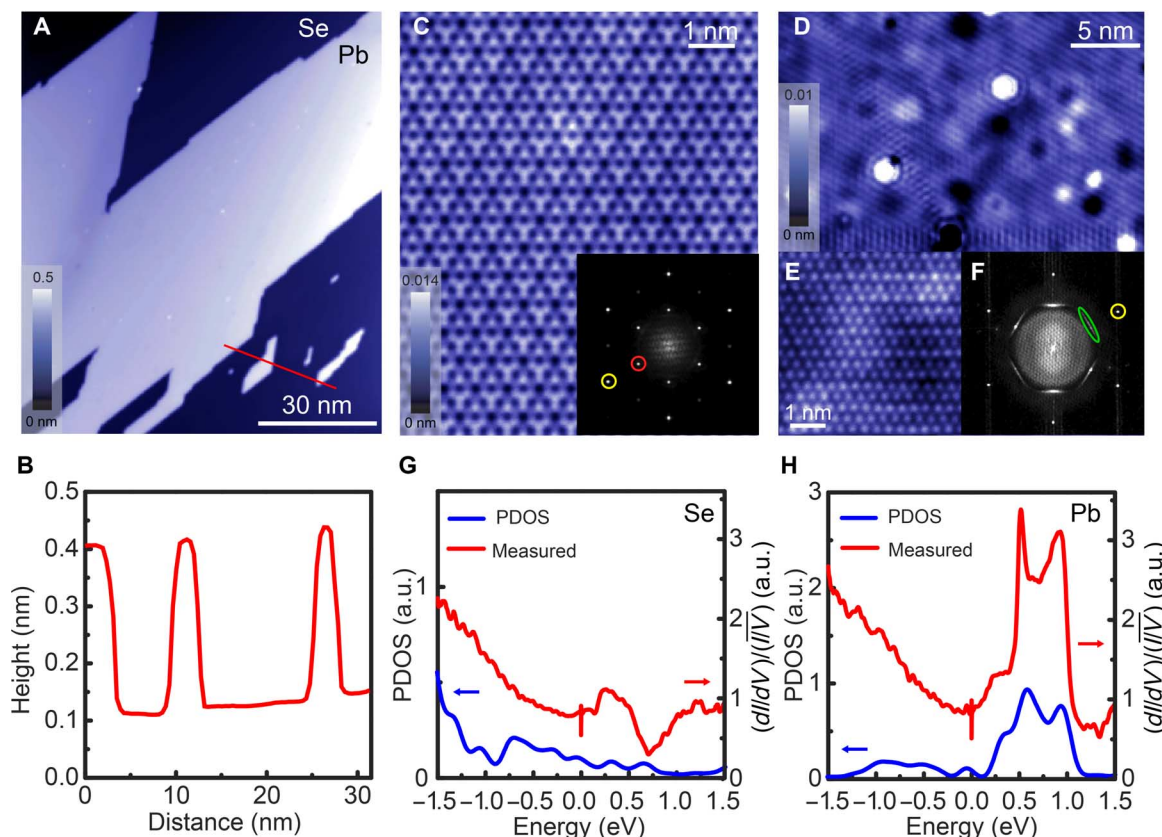 A
Se
Pb
0.5
0 nm
30 nm
C
1 nm
0.014
0 nm
D
5 nm
0.01
0 nm
E
1 nm
F
B
Height (nm)
0.5
0.4
0.3
0.2
0.1
0.0
0 10 20 30
Distance (nm)
G
PDOS
Measured
Se
PDOS (a.u.)
1
0
3
2
1
0
(dI/dV)/(I/V) (a.u.)
−1.5 −1.0 −0.5 0.0 0.5 1.0 1.5
Energy (eV)
H
PDOS
Measured
Pb
PDOS (a.u.)
3
2
1
0
3
2
1
0
(dI/dV)/(I/V) (a.u.)
−1.5 −1.0 −0.5 0.0 0.5 1.0 1.5
Energy (eV)